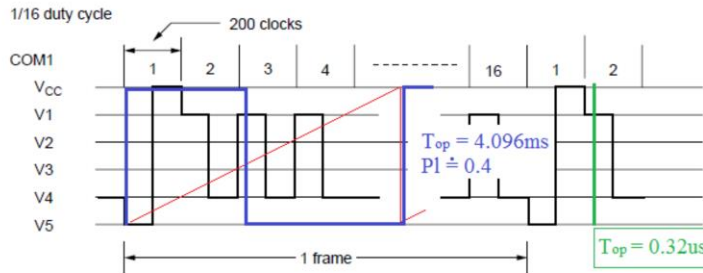 1/16 duty cycle
200 clocks
COM1
1 2 3 4 16 1 2
VCC
V1
V2
V3
V4
V5
Top = 4.096ms
Pl ≐ 0.4
1 frame
Top = 0.32us